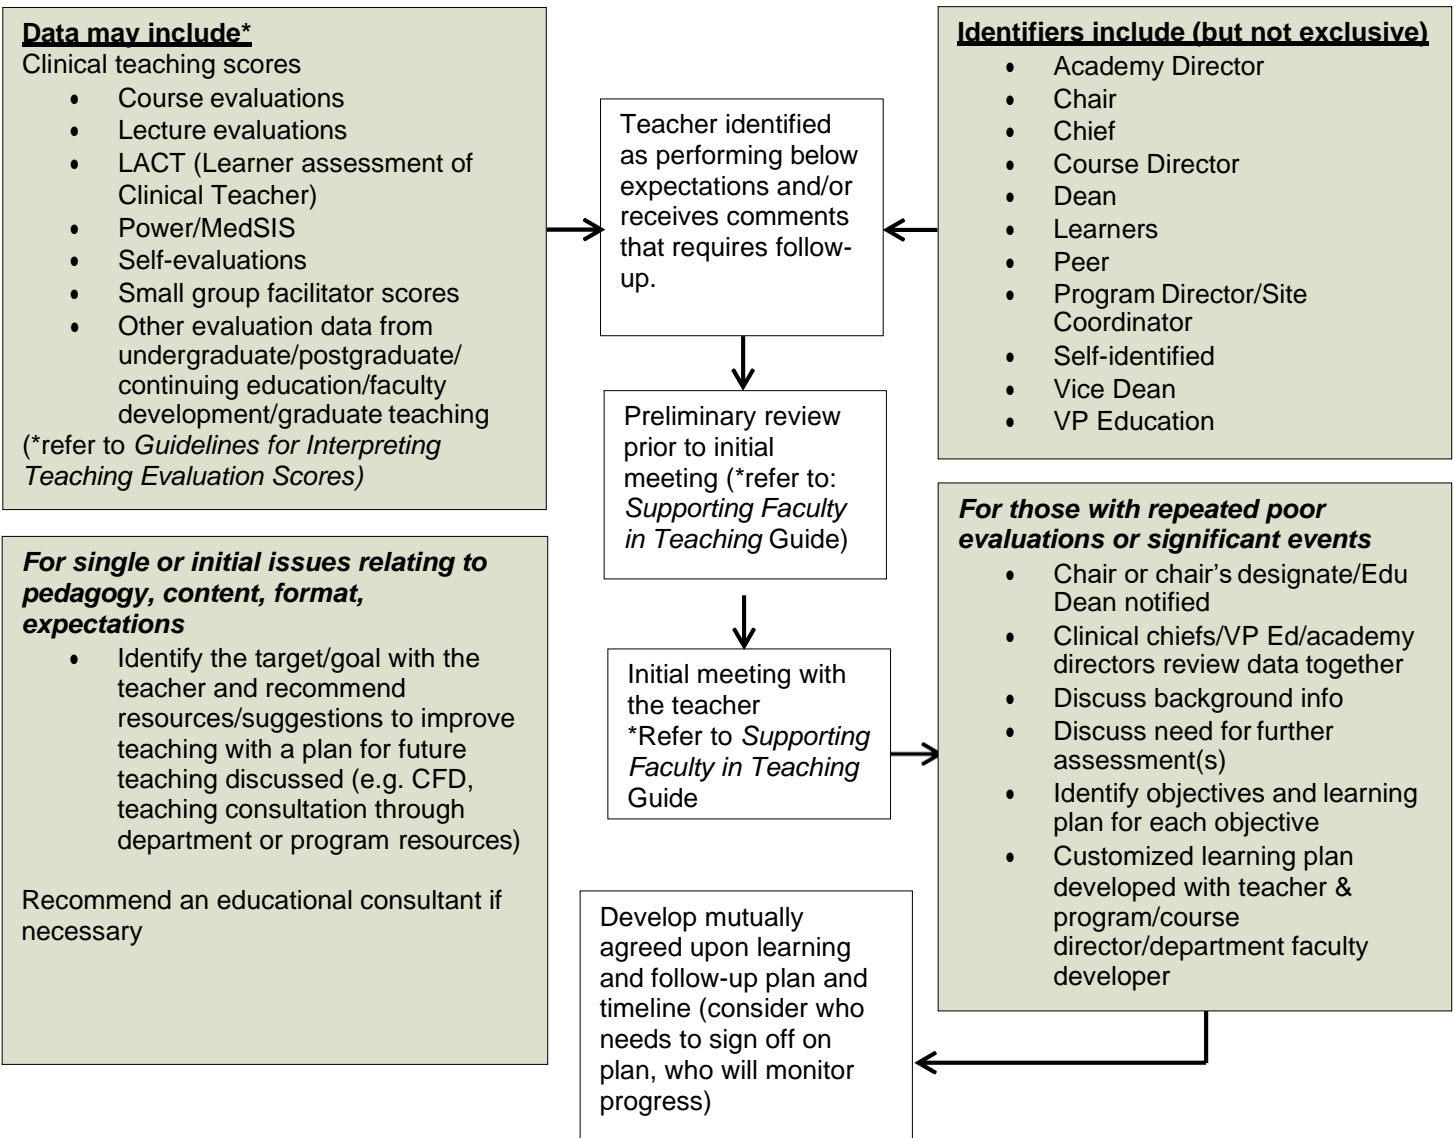 Data may include*
Clinical teaching scores
• Course evaluations
• Lecture evaluations
• LACT (Learner assessment of
Clinical Teacher)
• Power/MedSIS
• Self-evaluations
• Small group facilitator scores
• Other evaluation data from
undergraduate/postgraduate/
continuing education/faculty
development/graduate teaching
(*refer to Guidelines for Interpreting
Teaching Evaluation Scores)
Teacher identified
as performing below
expectations and/or
receives comments
that requires follow-
up.
Identifiers include (but not exclusive)
• Academy Director
• Chair
• Chief
• Course Director
• Dean
• Learners
• Peer
• Program Director/Site
Coordinator
• Self-identified
• Vice Dean
• VP Education
Preliminary review
prior to initial
meeting (*refer to:
Supporting Faculty
in Teaching Guide)
For single or initial issues relating to
pedagogy, content, format,
expectations
• Identify the target/goal with the
teacher and recommend
resources/suggestions to improve
teaching with a plan for future
teaching discussed (e.g. CFD,
teaching consultation through
department or program resources)
Recommend an educational consultant if
necessary
Initial meeting with
the teacher
*Refer to Supporting
Faculty in Teaching
Guide
For those with repeated poor
evaluations or significant events
• Chair or chair's designate/Edu
Dean notified
• Clinical chiefs/VP Ed/academy
directors review data together
• Discuss background info
• Discuss need for further
assessment(s)
• Identify objectives and learning
plan for each objective
• Customized learning plan
developed with teacher &
program/course
director/department faculty
developer
Develop mutually
agreed upon learning
and follow-up plan and
timeline (consider who
needs to sign off on
plan, who will monitor
progress)